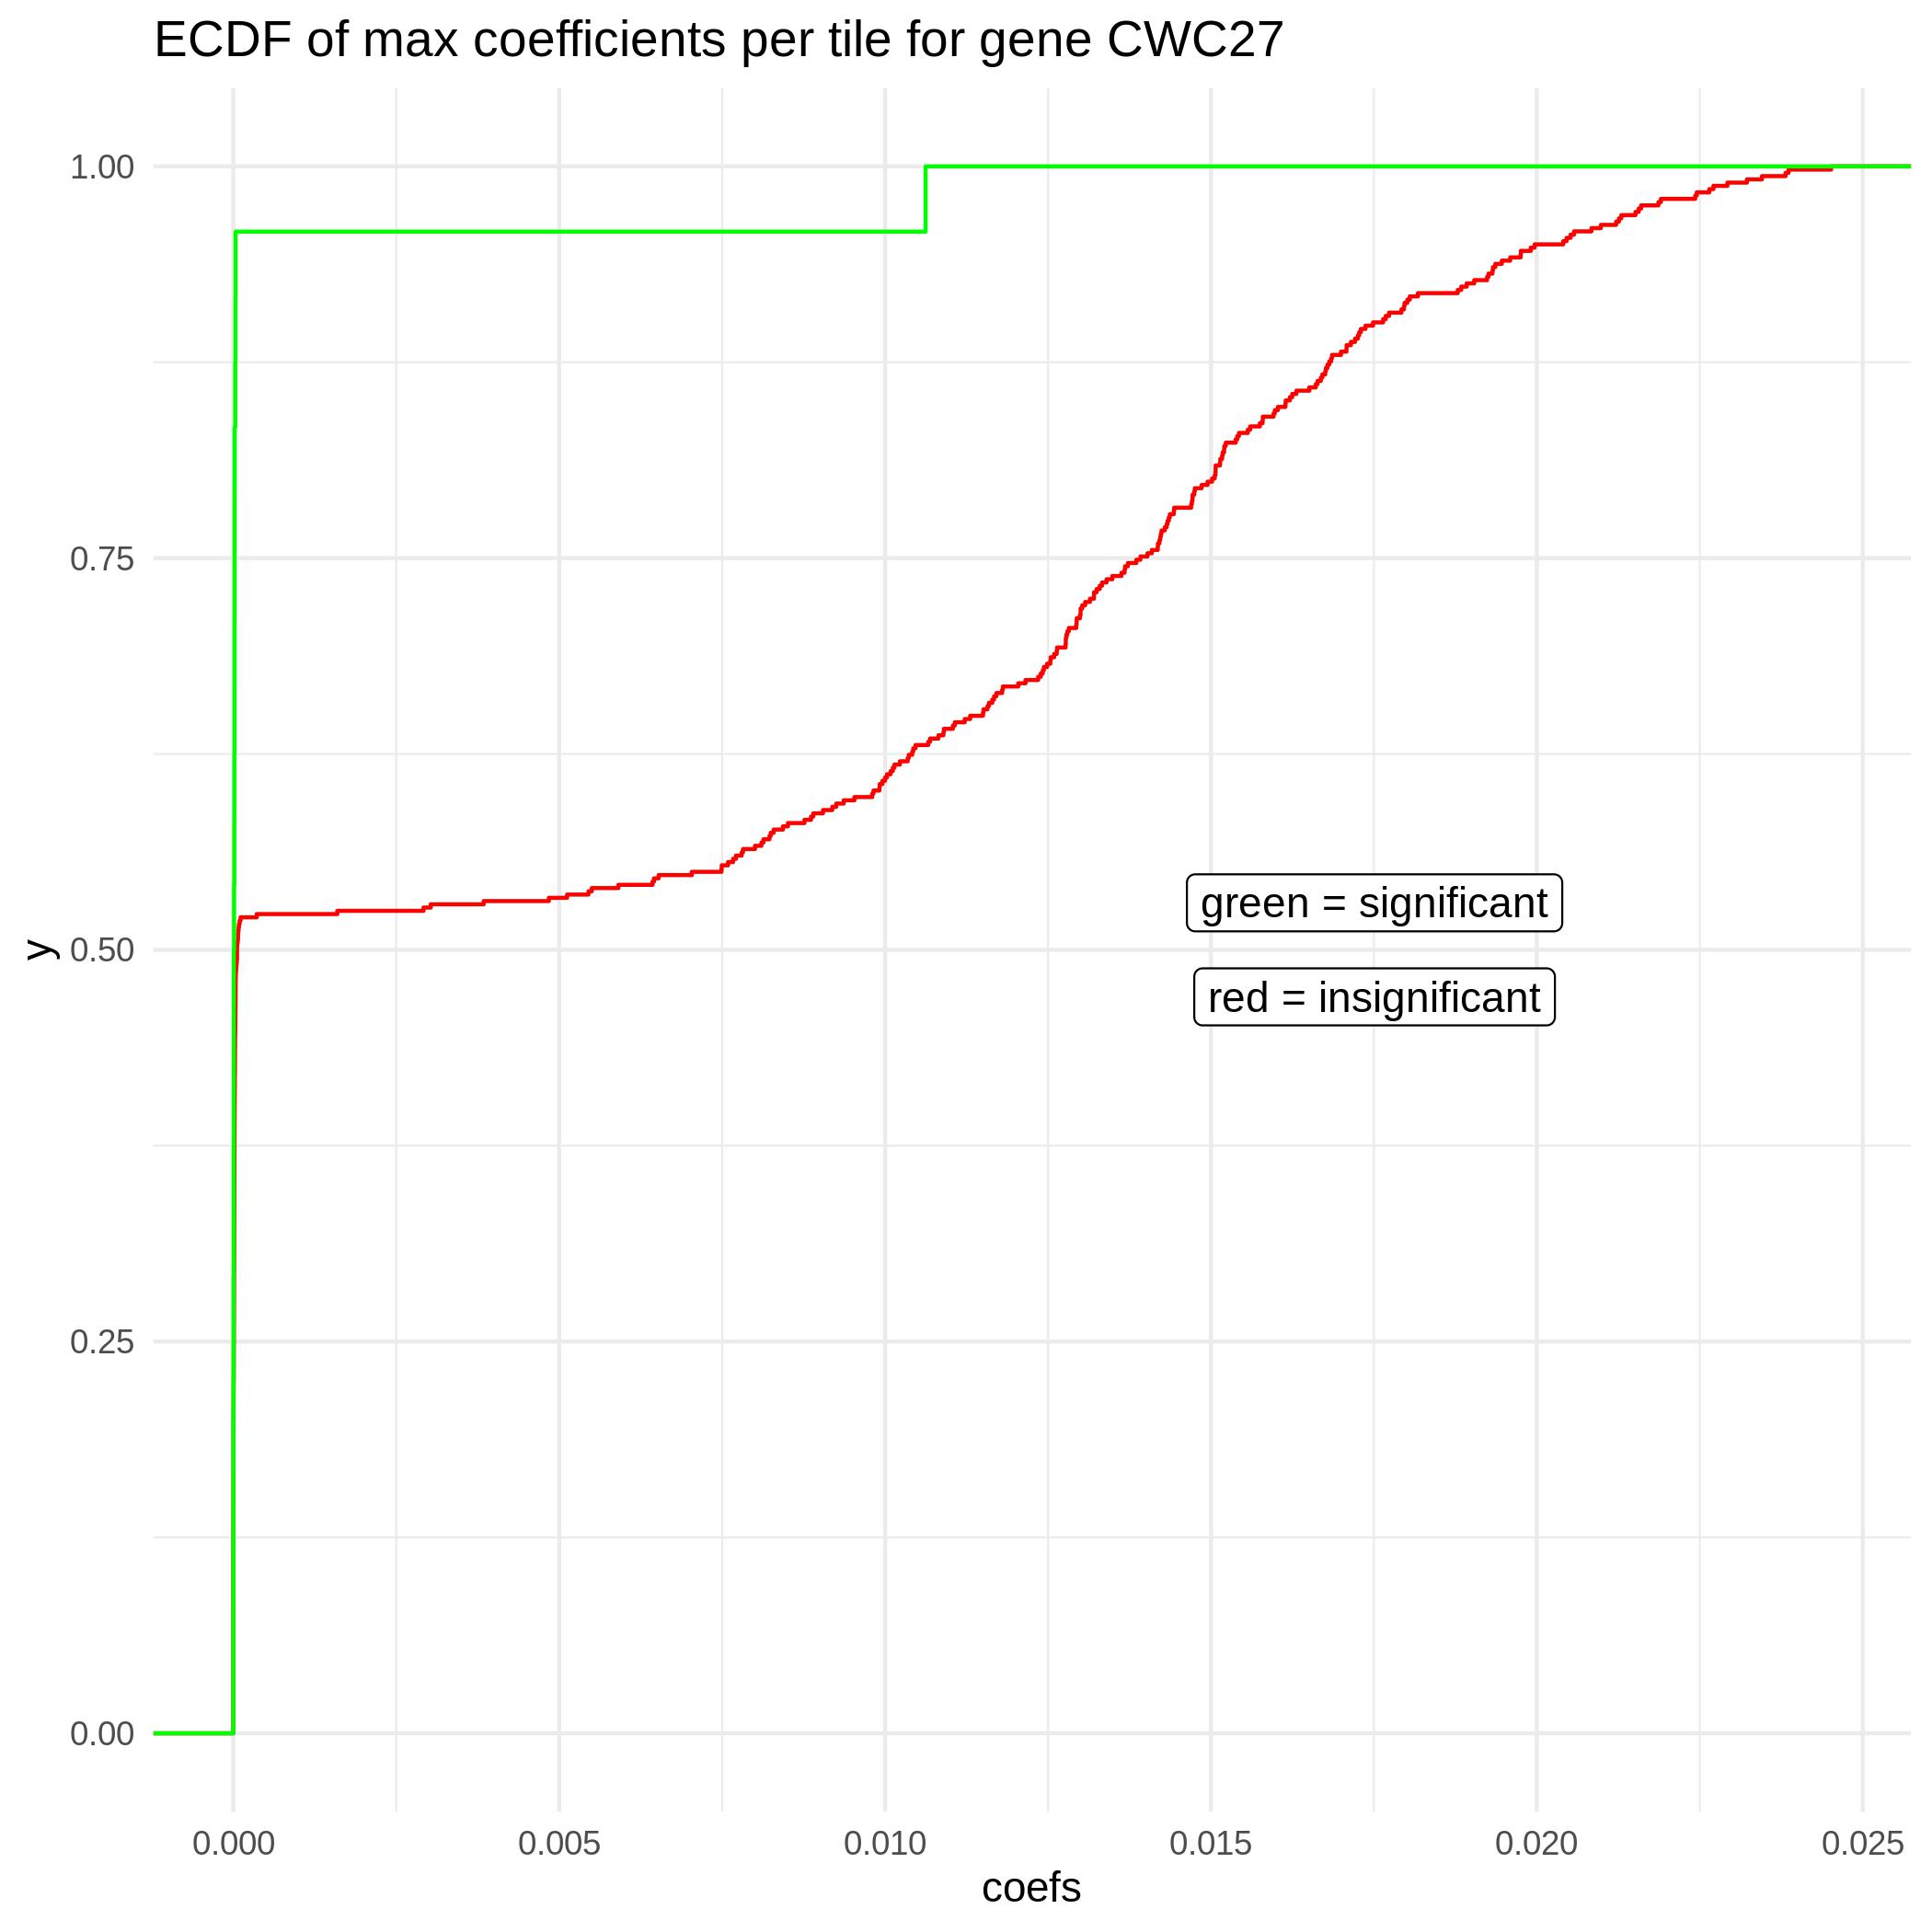 ECDF of max coefficients per tile for gene CWC27
1.00
0.75
0.50
0.25
0.00
y
green = significant
red = insignificant
0.000 0.005 0.010 0.015 0.020 0.025
coefs